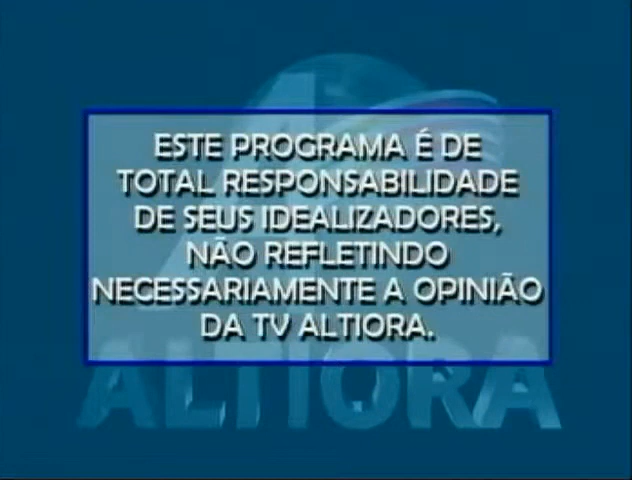 ESTE PROGRAMA É DE
TOTAL RESPONSABILIDADE
DE SEUS IDEALIZADORES,
NÃO REFLETINDO
NECESSARIAMENTE A OPINIÃO
DA TV ALTIORA.
ALTIORA